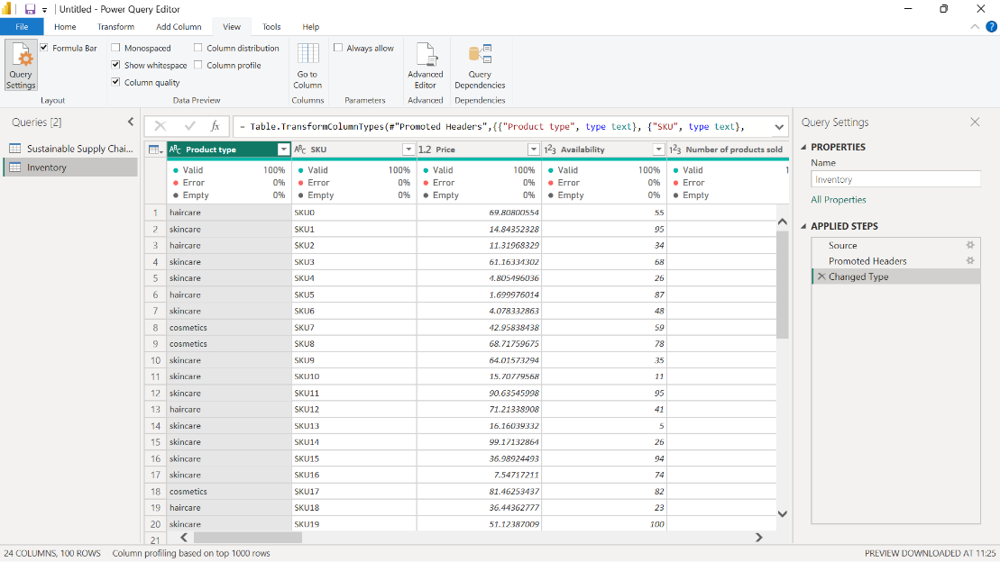 Untitled - Power Query Editor
File Home Transform Add Column View Tools Help
Query Settings
Formula Bar
Layout
Monospaced
Show whitespace
Column quality
Column distribution
Column profile
Data Preview
Go to Column
Columns
Always allow
Parameters
Advanced Editor
Advanced
Query Dependencies
Dependencies
Queries [2]
Sustainable Supply Chai...
Inventory
fx = Table.TransformColumnTypes(#"Promoted Headers",{{"Product type", type text}, {"SKU", type text},
ABC Product type ABC SKU 1.2 Price 123 Availability 123 Number of products sold
Valid 100% Valid 100% Valid 100% Valid 100% Valid 1
Error 0% Error 0% Error 0% Error 0% Error
Empty 0% Empty 0% Empty 0% Empty 0% Empty
1 haircare SKU0 69.80800554 55
2 skincare SKU1 14.84352328 95
3 haircare SKU2 11.31968329 34
4 skincare SKU3 61.16334302 68
5 skincare SKU4 4.805496036 26
6 haircare SKU5 1.699976014 87
7 skincare SKU6 4.078332863 48
8 cosmetics SKU7 42.95838438 59
9 cosmetics SKU8 68.71759675 78
10 skincare SKU9 64.01573294 35
11 skincare SKU10 15.70779568 11
12 skincare SKU11 90.63545998 95
13 haircare SKU12 71.21338908 41
14 skincare SKU13 16.16039332 5
15 skincare SKU14 99.17132864 26
16 skincare SKU15 36.98924493 94
17 skincare SKU16 7.54717211 74
18 cosmetics SKU17 81.46253437 82
19 haircare SKU18 36.44362777 23
20 skincare SKU19 51.12387009 100
21
Query Settings
PROPERTIES
Name
Inventory
All Properties
APPLIED STEPS
Source
Promoted Headers
Changed Type
24 COLUMNS, 100 ROWS Column profiling based on top 1000 rows
PREVIEW DOWNLOADED AT 11:25